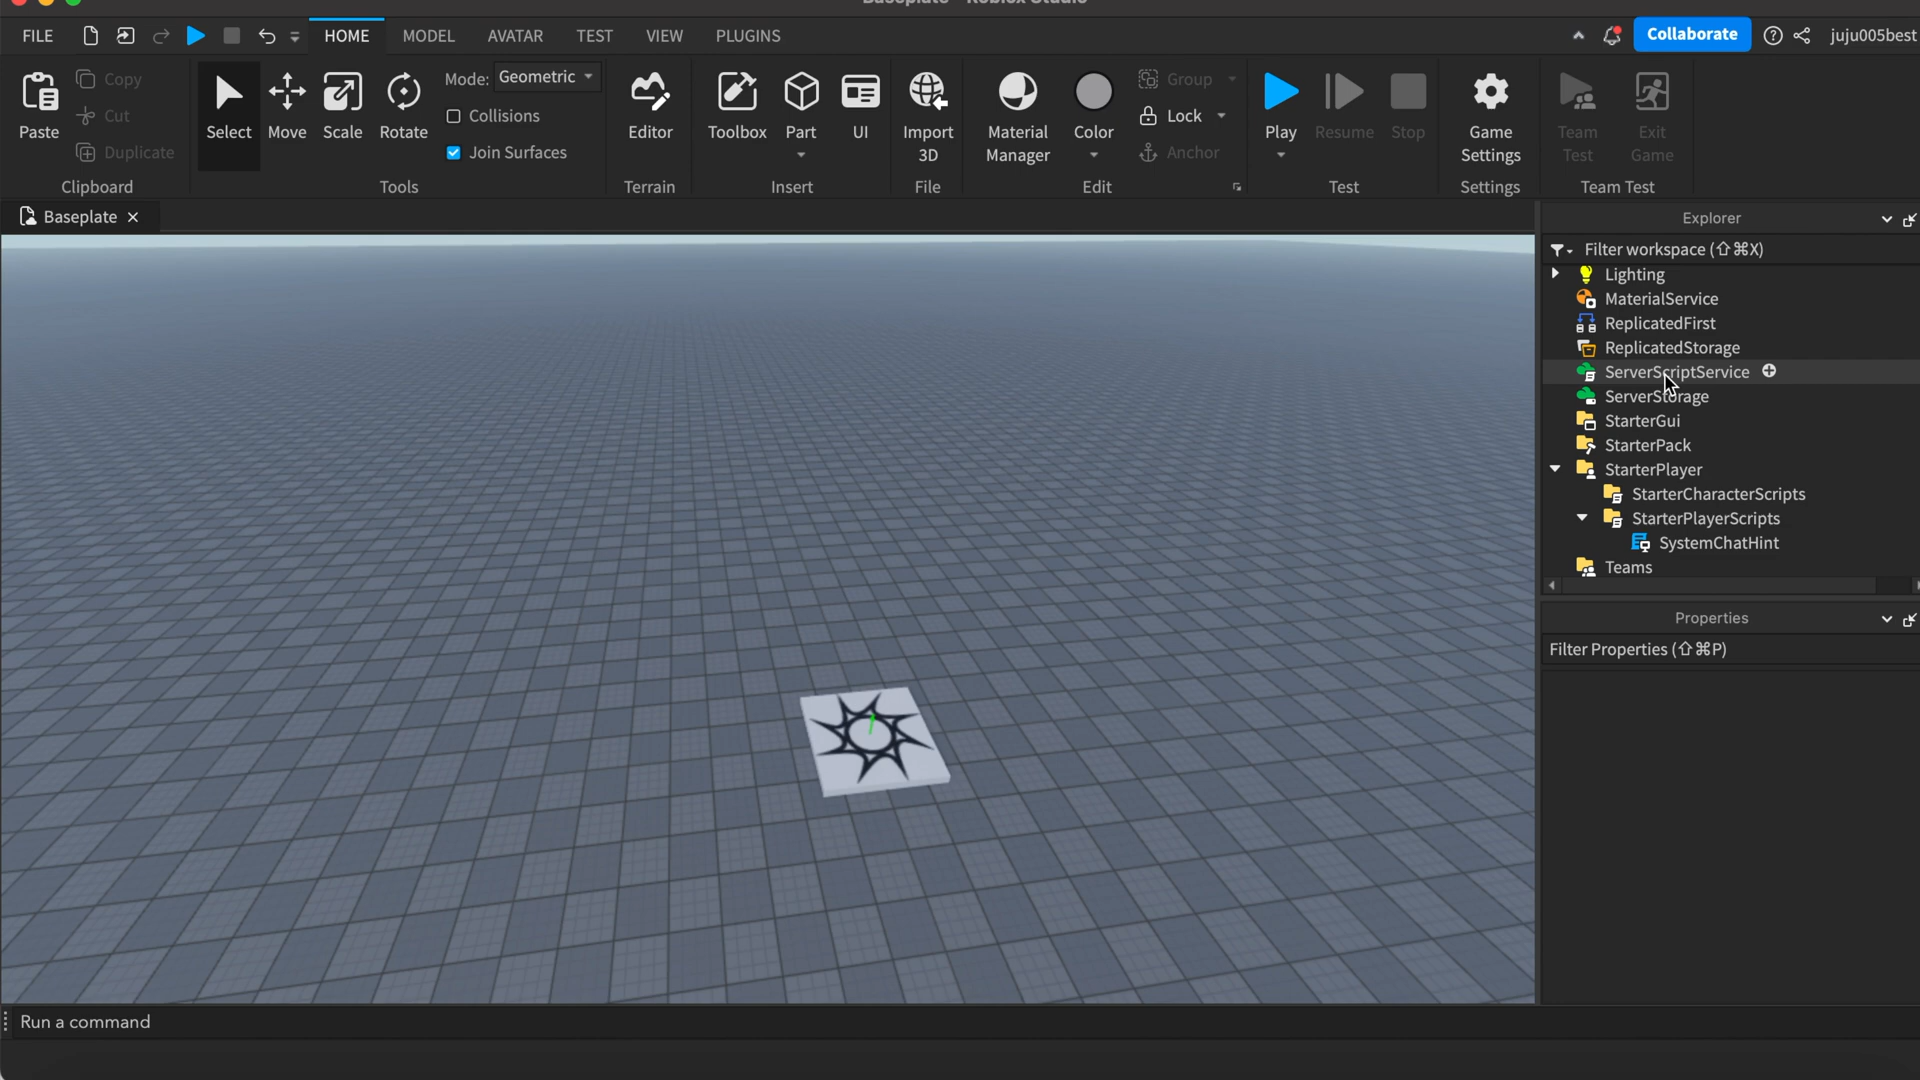 Baseplate - Roblox Studio
FILE HOME MODEL AVATAR TEST VIEW PLUGINS Collaborate juju005best
Paste Copy Cut Duplicate
Clipboard
Select Move Scale Rotate
Mode: Geometric
Collisions
Join Surfaces
Tools
Editor
Terrain
Toolbox Part UI
Insert
Import 3D
File
Material Manager Color
Group
Lock
Anchor
Edit
Play Resume Stop
Test
Game Settings
Settings
Team Test Exit Game
Team Test
Baseplate
Explorer
Filter workspace (⇧⌘X)
Lighting
MaterialService
ReplicatedFirst
ReplicatedStorage
ServerScriptService
ServerStorage
StarterGui
StarterPack
StarterPlayer
StarterCharacterScripts
StarterPlayerScripts
SystemChatHint
Teams
Properties
Filter Properties (⇧⌘P)
Run a command